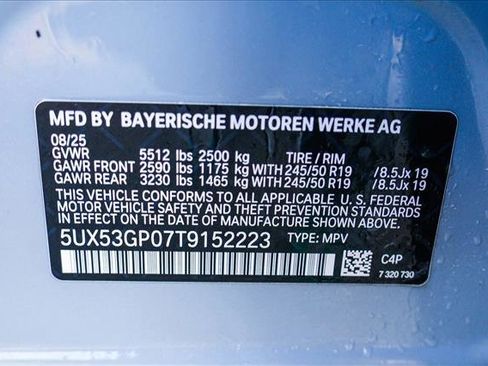 MFD BY BAYERISCHE MOTOREN WERKE AG
08/25
GVWR 5512 lbs 2500 kg TIRE / RIM
GAWR FRONT 2590 lbs 1175 kg WITH 245/50 R19 /8.5Jx 19
GAWR REAR 3230 lbs 1465 kg WITH 245/50 R19 /8.5Jx 19
THIS VEHICLE CONFORMS TO ALL APPLICABLE U. S. FEDERAL
MOTOR VEHICLE SAFETY AND THEFT PREVENTION STANDARDS
IN EFFECT ON THE DATE OF MANUFACTURE SHOWN ABOVE.
5UX53GP07T9152223 TYPE: MPV
C4P
7 320 730